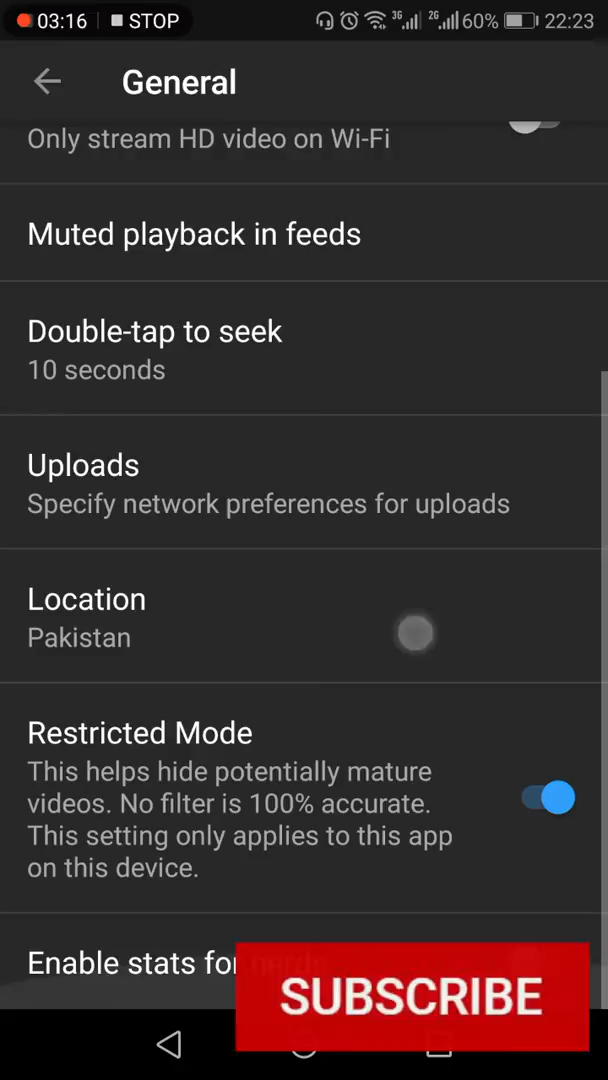 03:16 STOP 3G 2G 60% 22:23
General
Only stream HD video on Wi-Fi
Muted playback in feeds
Double-tap to seek
10 seconds
Uploads
Specify network preferences for uploads
Location
Pakistan
Restricted Mode
This helps hide potentially mature
videos. No filter is 100% accurate.
This setting only applies to this app
on this device.
Enable stats for
SUBSCRIBE